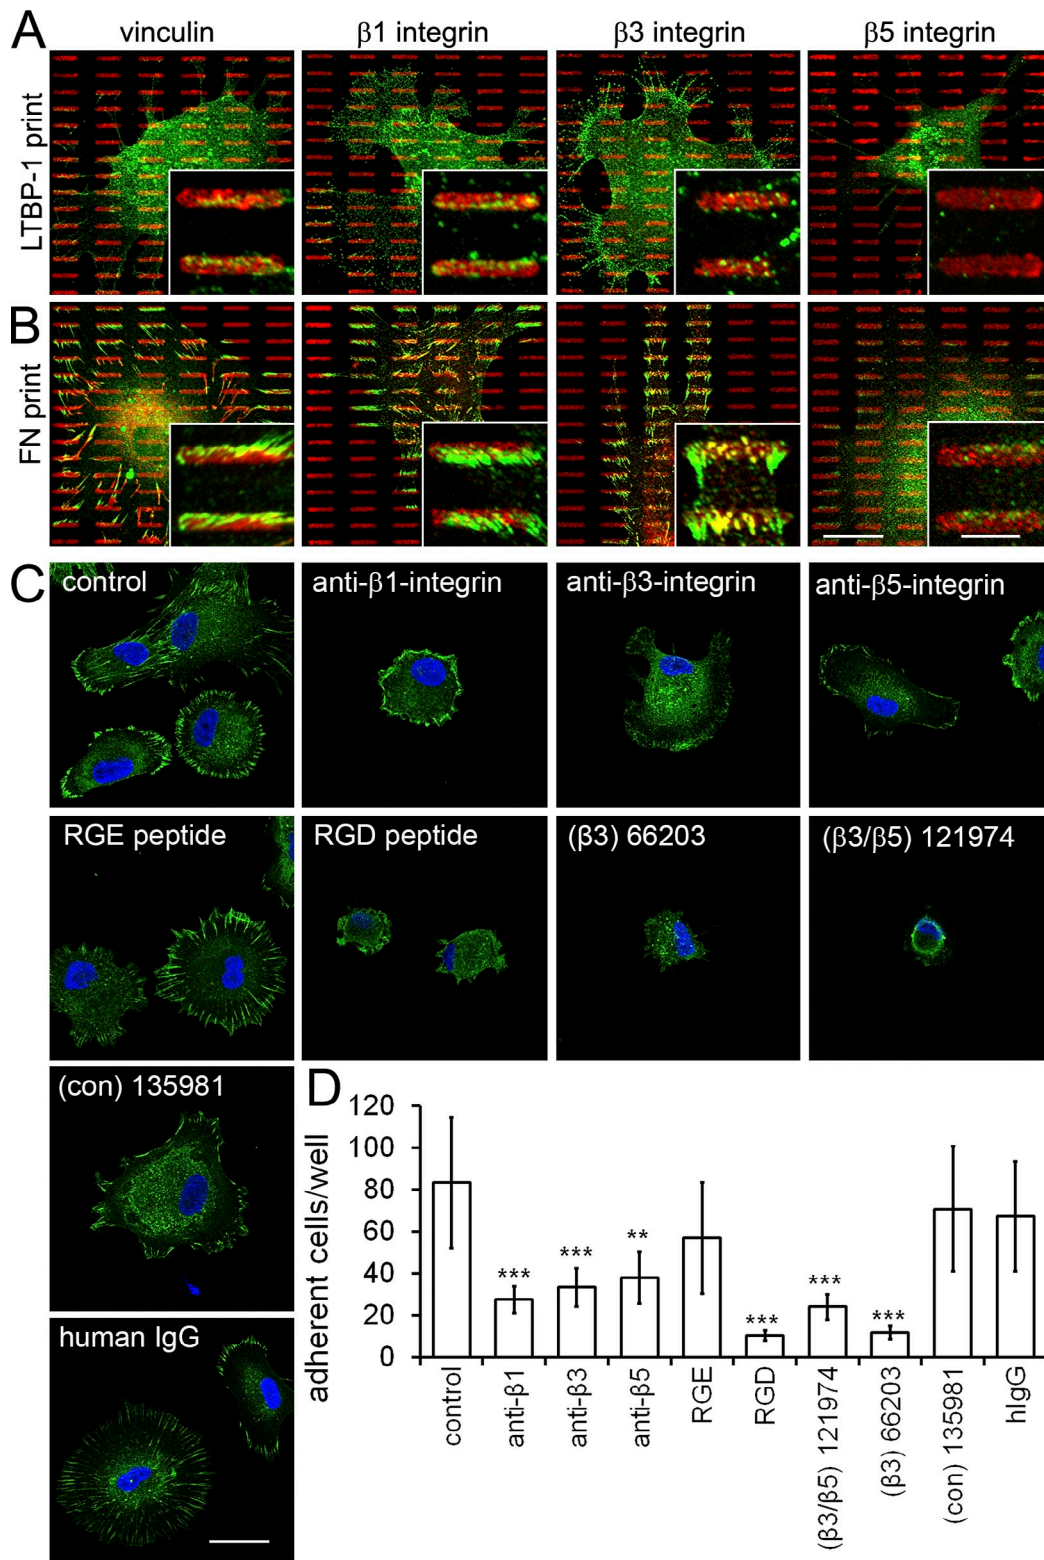 A
vinculin
β1 integrin
β3 integrin
β5 integrin
LTBP-1 print
B
FN print
C
control
anti-β1-integrin
anti-β3-integrin
anti-β5-integrin
RGE peptide
RGD peptide
(β3) 66203
(β3/β5) 121974
(con) 135981
human IgG
D
adherent cells/well
120
100
80
60
40
20
0
***
***
**
***
***
***
control
anti-β1
anti-β3
anti-β5
RGE
RGD
(β3/β5) 121974
(β3) 66203
(con) 135981
hIgG